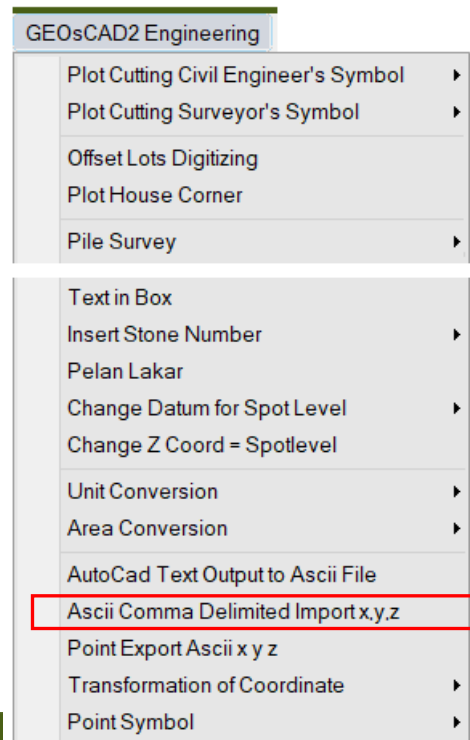 GEOsCAD2 Engineering
Plot Cutting Civil Engineer's Symbol
Plot Cutting Surveyor's Symbol
Offset Lots Digitizing
Plot House Corner
Pile Survey
Text in Box
Insert Stone Number
Pelan Lakar
Change Datum for Spot Level
Change Z Coord = Spotlevel
Unit Conversion
Area Conversion
AutoCad Text Output to Ascii File
Ascii Comma Delimited Import x,y,z
Point Export Ascii x y z
Transformation of Coordinate
Point Symbol